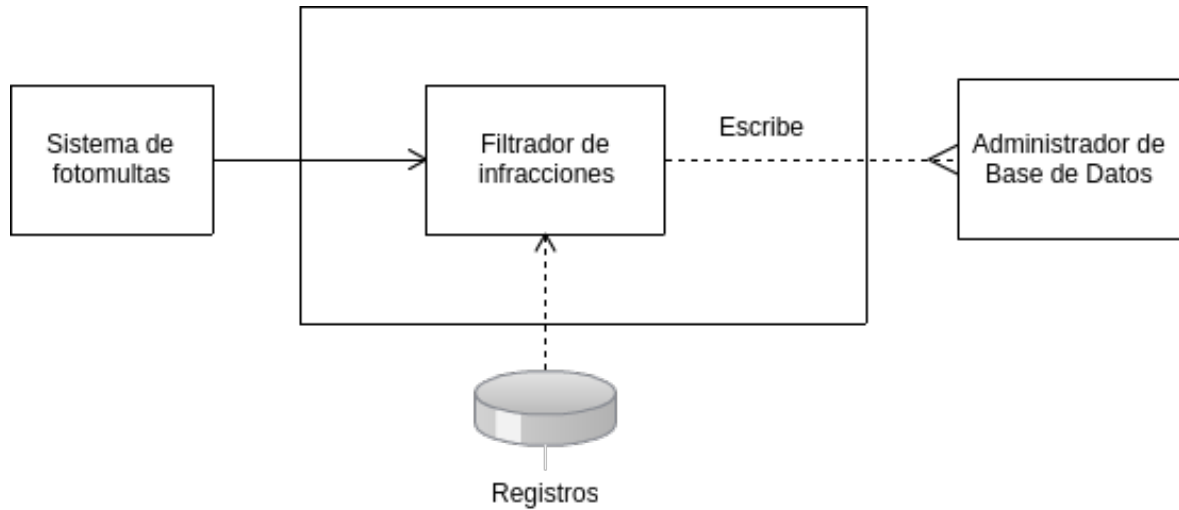 Sistema de
fotomultas
Filtrador de
infracciones
Escribe
Administrador de
Base de Datos
Registros